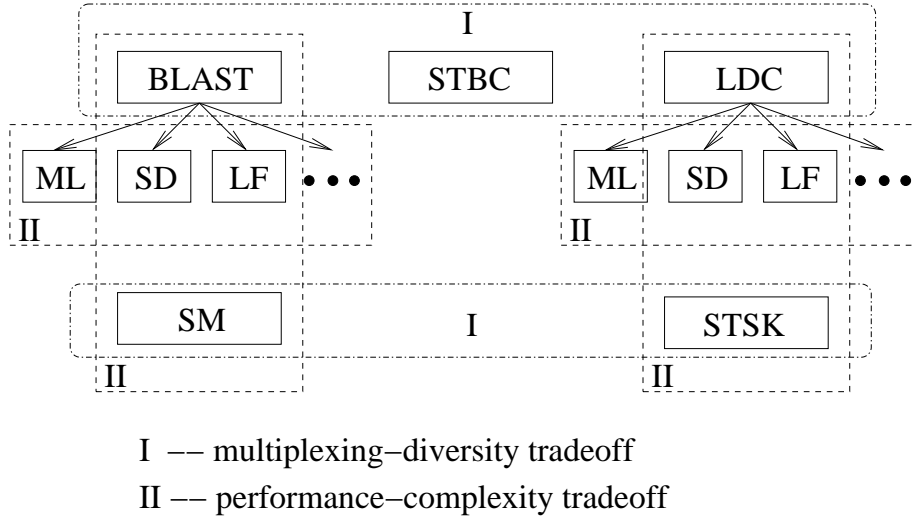 I
BLAST STBC LDC
ML SD LF ML SD LF
II II
SM I STSK
II II
I −− multiplexing−diversity tradeoff
II −− performance−complexity tradeoff